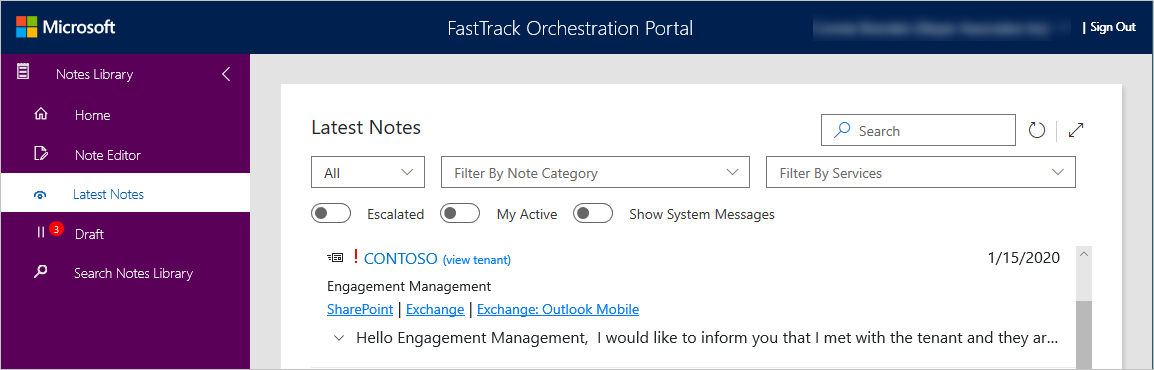 Microsoft
FastTrack Orchestration Portal
| Sign Out
Notes Library
Home
Note Editor
Latest Notes
3
Draft
Search Notes Library
Latest Notes
Search
All
Filter By Note Category
Filter By Services
Escalated
My Active
Show System Messages
! CONTOSO (view tenant)
1/15/2020
Engagement Management
SharePoint | Exchange | Exchange: Outlook Mobile
Hello Engagement Management, I would like to inform you that I met with the tenant and they ar...